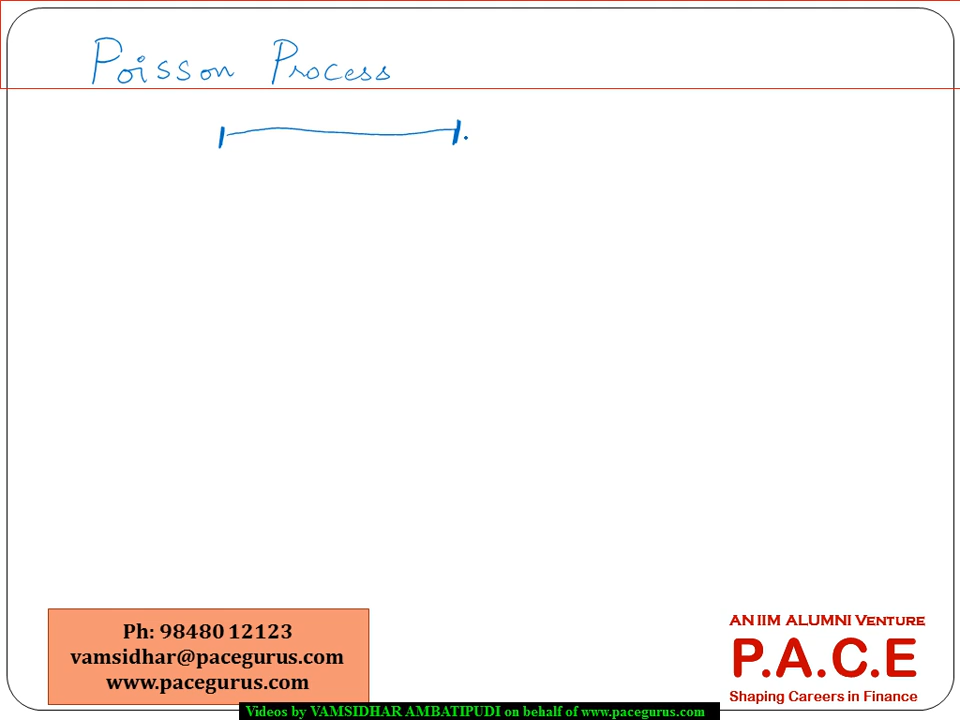 Poisson Process
Ph: 98480 12123
vamsidhar@pacegurus.com
www.pacegurus.com
AN IIM ALUMNI VENTURE
P.A.C.E
Shaping Careers in Finance
Videos by VAMSIDHAR AMBATIPUDI on behalf of www.pacegurus.com